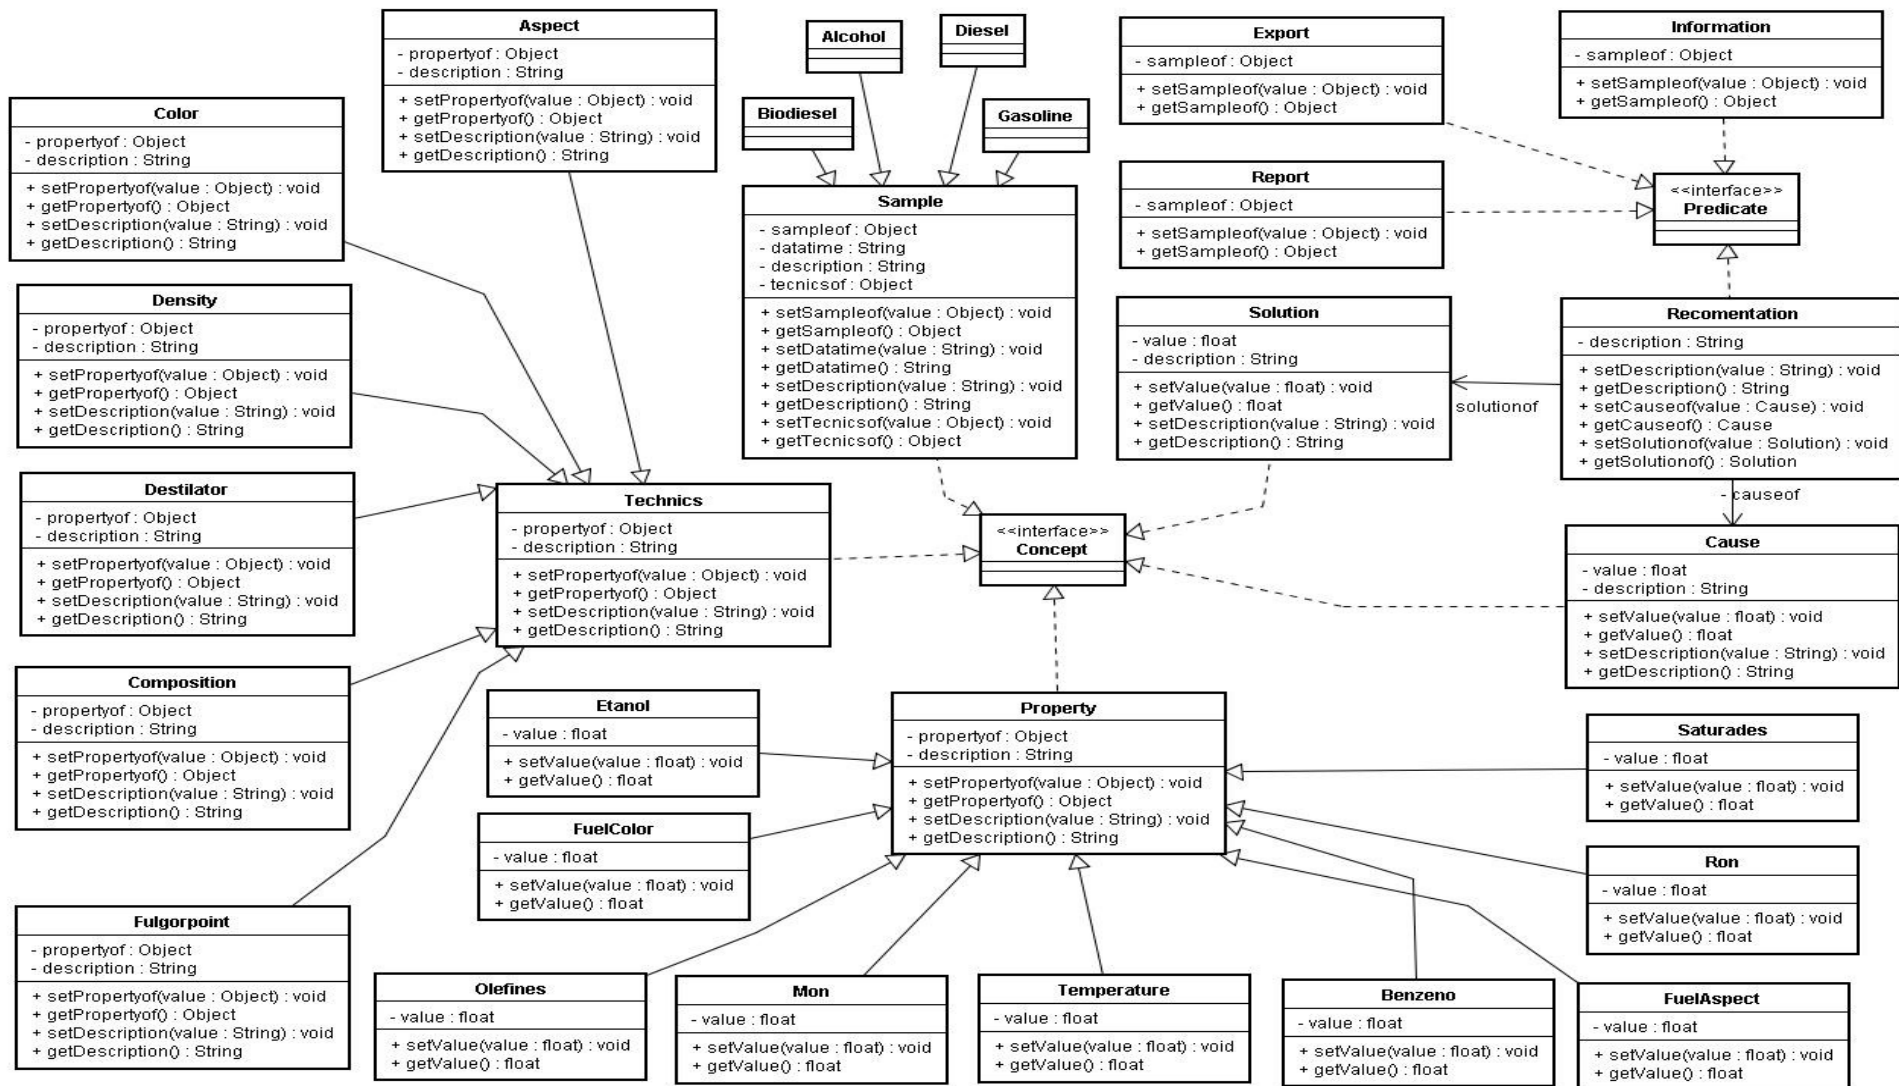 Aspect
- propertyof : Object
- description : String
+ setPropertyof(value : Object) : void
+ getPropertyof() : Object
+ setDescription(value : String) : void
+ getDescription() : String
Alcohol
Diesel
Biodiesel
Gasoline
Export
- sampleof : Object
+ setSampleof(value : Object) : void
+ getSampleof() : Object
Information
- sampleof : Object
+ setSampleof(value : Object) : void
+ getSampleof() : Object
Color
- propertyof : Object
- description : String
+ setPropertyof(value : Object) : void
+ getPropertyof() : Object
+ setDescription(value : String) : void
+ getDescription() : String
Sample
- sampleof : Object
- datatime : String
- description : String
- tecnicsof : Object
+ setSampleof(value : Object) : void
+ getSampleof() : Object
+ setDatatime(value : String) : void
+ getDatatime() : String
+ setDescription(value : String) : void
+ getDescription() : String
+ setTecnicsof(value : Object) : void
+ getTecnicsof() : Object
Report
- sampleof : Object
+ setSampleof(value : Object) : void
+ getSampleof() : Object
<<interface>>
Predicate
Density
- propertyof : Object
- description : String
+ setPropertyof(value : Object) : void
+ getPropertyof() : Object
+ setDescription(value : String) : void
+ getDescription() : String
Solution
- value : float
- description : String
+ setValue(value : float) : void
+ getValue() : float
+ setDescription(value : String) : void
+ getDescription() : String
solutionof
Recomentation
- description : String
+ setDescription(value : String) : void
+ getDescription() : String
+ setCauseof(value : Cause) : void
+ getCauseof() : Cause
+ setSolutionof(value : Solution) : void
+ getSolutionof() : Solution
- causeof
Destilator
- propertyof : Object
- description : String
+ setPropertyof(value : Object) : void
+ getPropertyof() : Object
+ setDescription(value : String) : void
+ getDescription() : String
Technics
- propertyof : Object
- description : String
+ setPropertyof(value : Object) : void
+ getPropertyof() : Object
+ setDescription(value : String) : void
+ getDescription() : String
<<interface>>
Concept
Cause
- value : float
- description : String
+ setValue(value : float) : void
+ getValue() : float
+ setDescription(value : String) : void
+ getDescription() : String
Composition
- propertyof : Object
- description : String
+ setPropertyof(value : Object) : void
+ getPropertyof() : Object
+ setDescription(value : String) : void
+ getDescription() : String
Etanol
- value : float
+ setValue(value : float) : void
+ getValue() : float
Property
- propertyof : Object
- description : String
+ setPropertyof(value : Object) : void
+ getPropertyof() : Object
+ setDescription(value : String) : void
+ getDescription() : String
Saturades
- value : float
+ setValue(value : float) : void
+ getValue() : float
FuelColor
- value : float
+ setValue(value : float) : void
+ getValue() : float
Ron
- value : float
+ setValue(value : float) : void
+ getValue() : float
Fulgorpoint
- propertyof : Object
- description : String
+ setPropertyof(value : Object) : void
+ getPropertyof() : Object
+ setDescription(value : String) : void
+ getDescription() : String
Olefines
- value : float
+ setValue(value : float) : void
+ getValue() : float
Mon
- value : float
+ setValue(value : float) : void
+ getValue() : float
Temperature
- value : float
+ setValue(value : float) : void
+ getValue() : float
Benzeno
- value : float
+ setValue(value : float) : void
+ getValue() : float
FuelAspect
- value : float
+ setValue(value : float) : void
+ getValue() : float